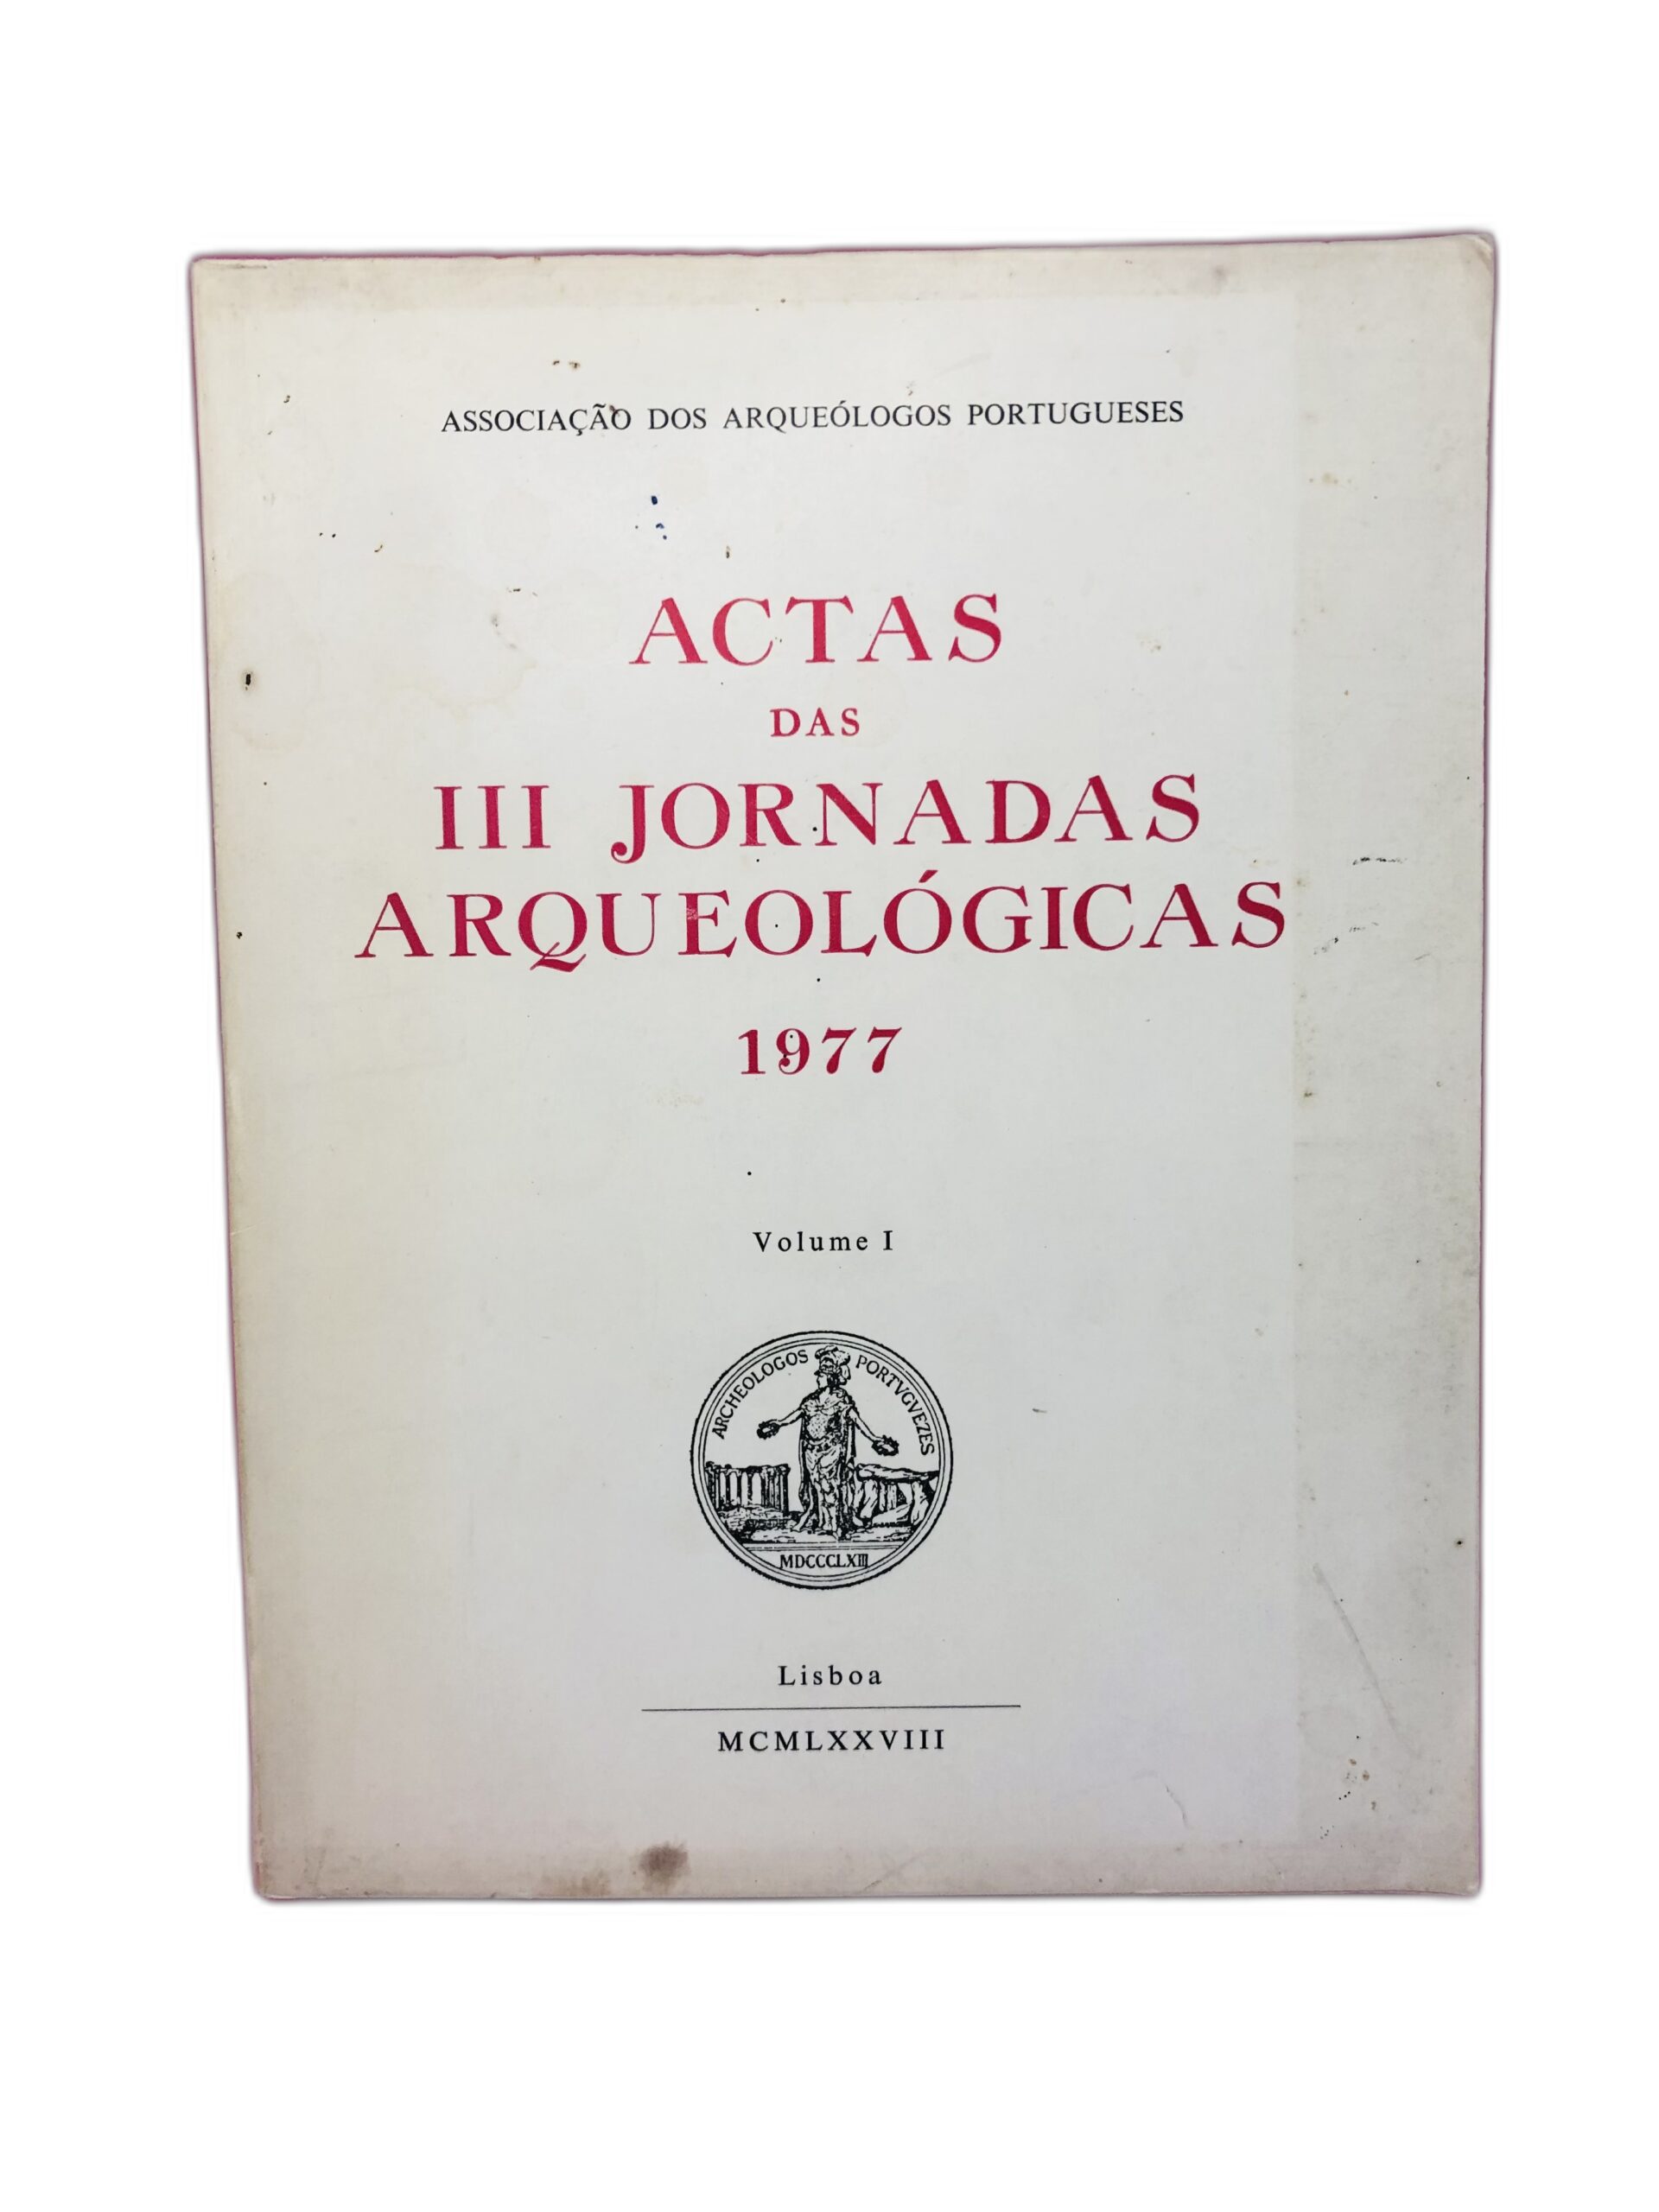 ASSOCIAÇÃO DOS ARQUEÓLOGOS PORTUGUESES
ACTAS
DAS
III JORNADAS
ARQUEOLÓGICAS
1977
Volume I
ARCHEOLOGOS PORTVGVEZES
MDCCCLXIII
Lisboa
MCMLXXVIII